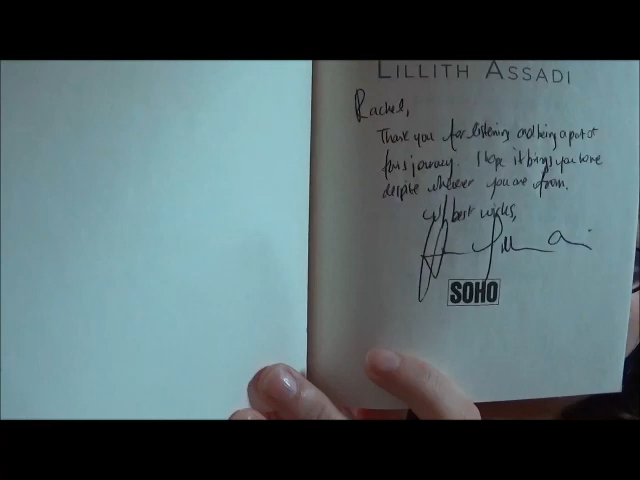 LILLITH ASSADI
Rachel,
Thank you for listening and being a part of
this journey. I hope it brings you home
despite wherever you are from.
w/ best wishes,
SOHO